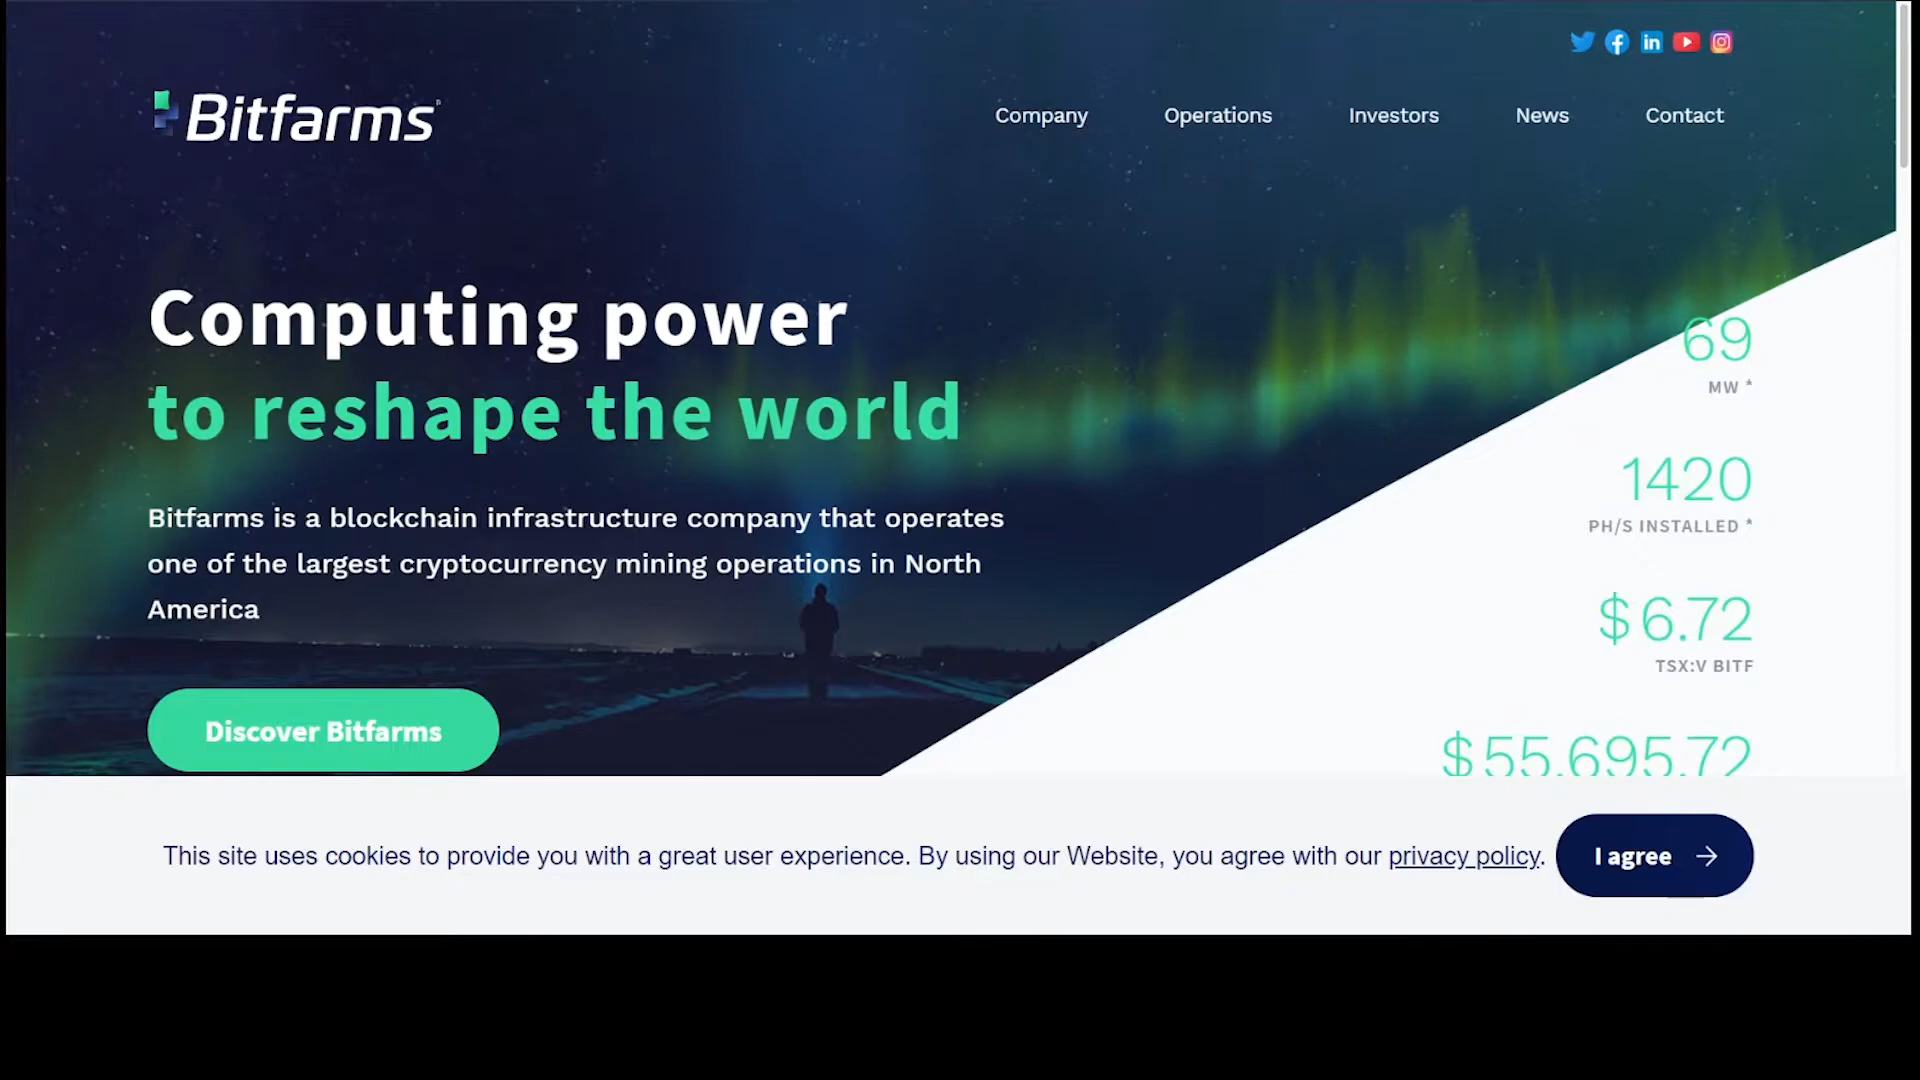 Bitfarms
Company Operations Investors News Contact
Computing power
to reshape the world
Bitfarms is a blockchain infrastructure company that operates
one of the largest cryptocurrency mining operations in North
America
Discover Bitfarms
69
MW *
1420
PH/S INSTALLED *
$ 6.72
TSX:V BITF
$ 55,695.72
This site uses cookies to provide you with a great user experience. By using our Website, you agree with our privacy policy.
I agree